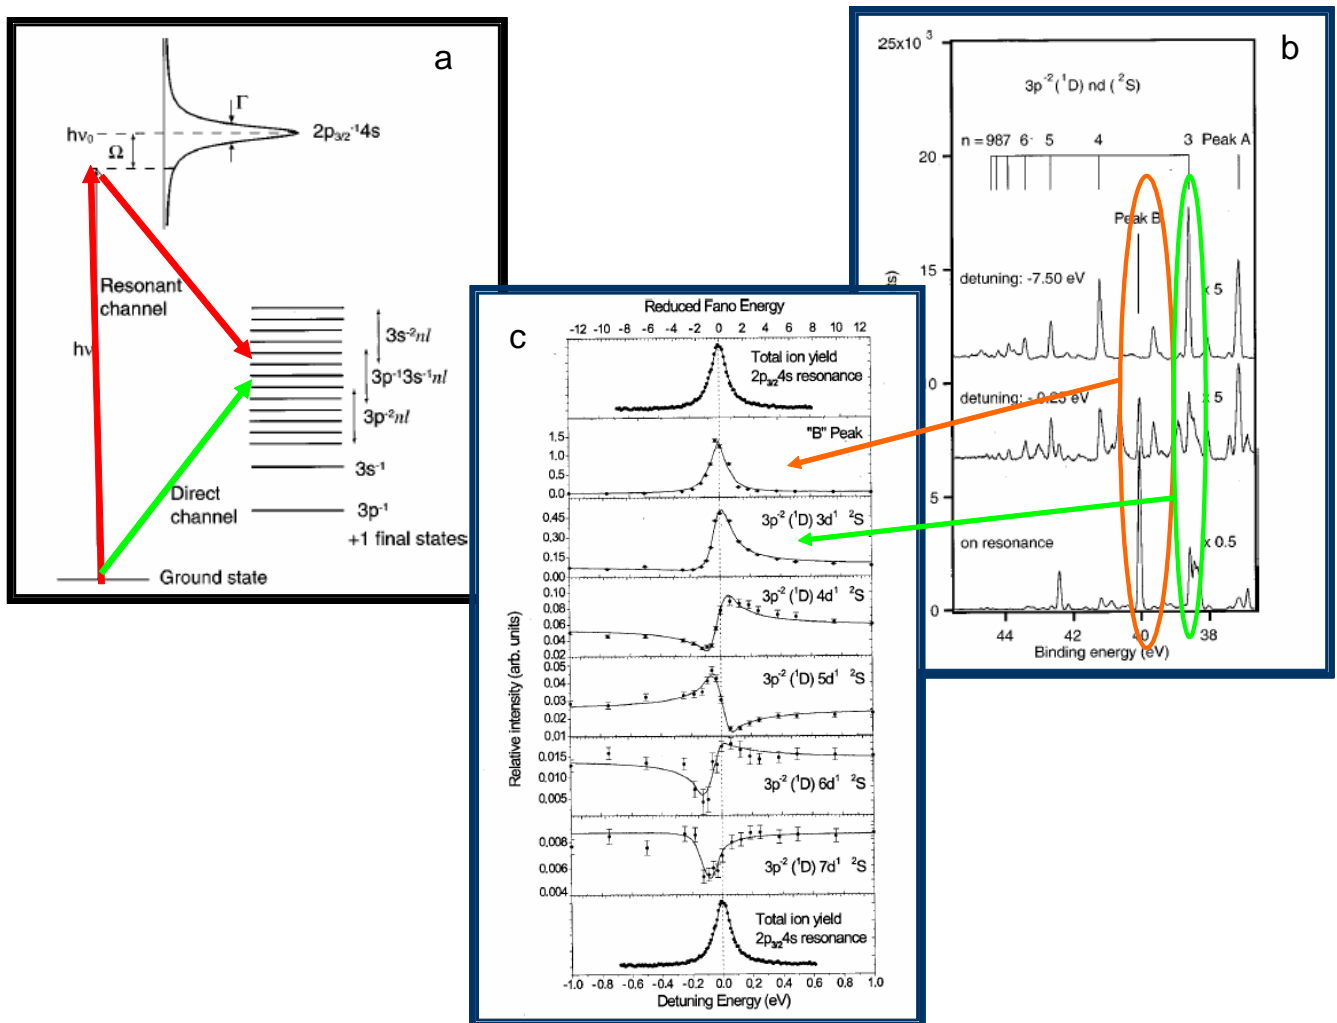 a
Γ
hν₀
2p₃/₂⁻¹4s
Ω
Resonant
channel
hν
3s⁻²nl
3p⁻¹3s⁻¹nl
3p⁻²nl
3s⁻¹
Direct
channel
3p⁻¹
+1 final states
Ground state
b
25x10 ³
3p⁻²(¹D) nd (²S)
n = 987 6 5 4 3 Peak A
20
Peak B
15
detuning: -7.50 eV
x 5
detuning: -0.25 eV
x 5
5
on resonance
x 0.5
0
44 42 40 38
Binding energy (eV)
c
Reduced Fano Energy
-12 -10 -8 -6 -4 -2 0 2 4 6 8 10 12
Total ion yield
2p₃/₂4s resonance
"B" Peak
1.5
1.0
0.5
0.0
3p⁻² (¹D) 3d¹ ²S
0.45
0.30
0.15
0.00
3p⁻² (¹D) 4d¹ ²S
0.10
0.08
0.06
0.04
0.02
3p⁻² (¹D) 5d¹ ²S
0.05
0.04
0.03
0.02
0.01
3p⁻² (¹D) 6d¹ ²S
0.015
0.010
0.005
3p⁻² (¹D) 7d¹ ²S
0.008
0.006
0.004
Relative intensity (arb. units)
Total ion yield
2p₃/₂4s resonance
-1.0 -0.8 -0.6 -0.4 -0.2 0.0 0.2 0.4 0.6 0.8 1.0
Detuning Energy (eV)